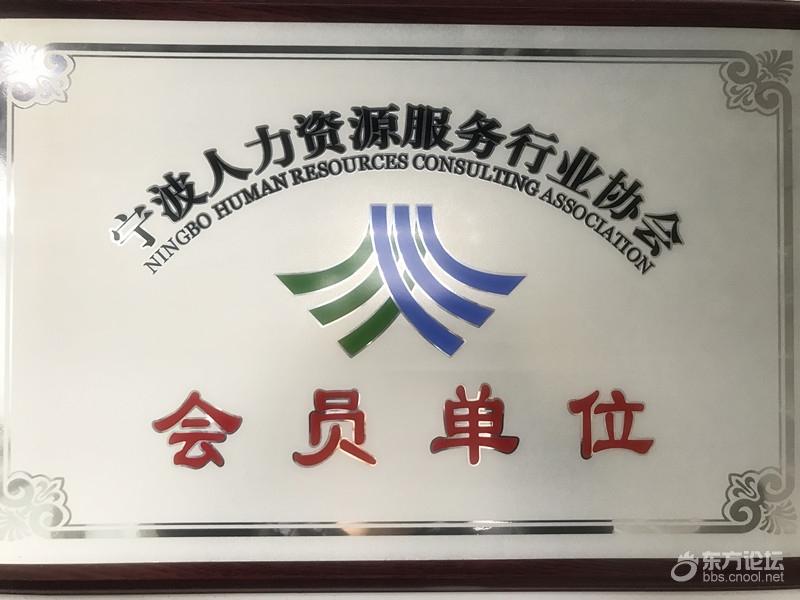 宁波人力资源服务行业协会
NINGBO HUMAN RESOURCES CONSULTING ASSOCIATION
会员单位
东方论坛
bbs.cnool.net